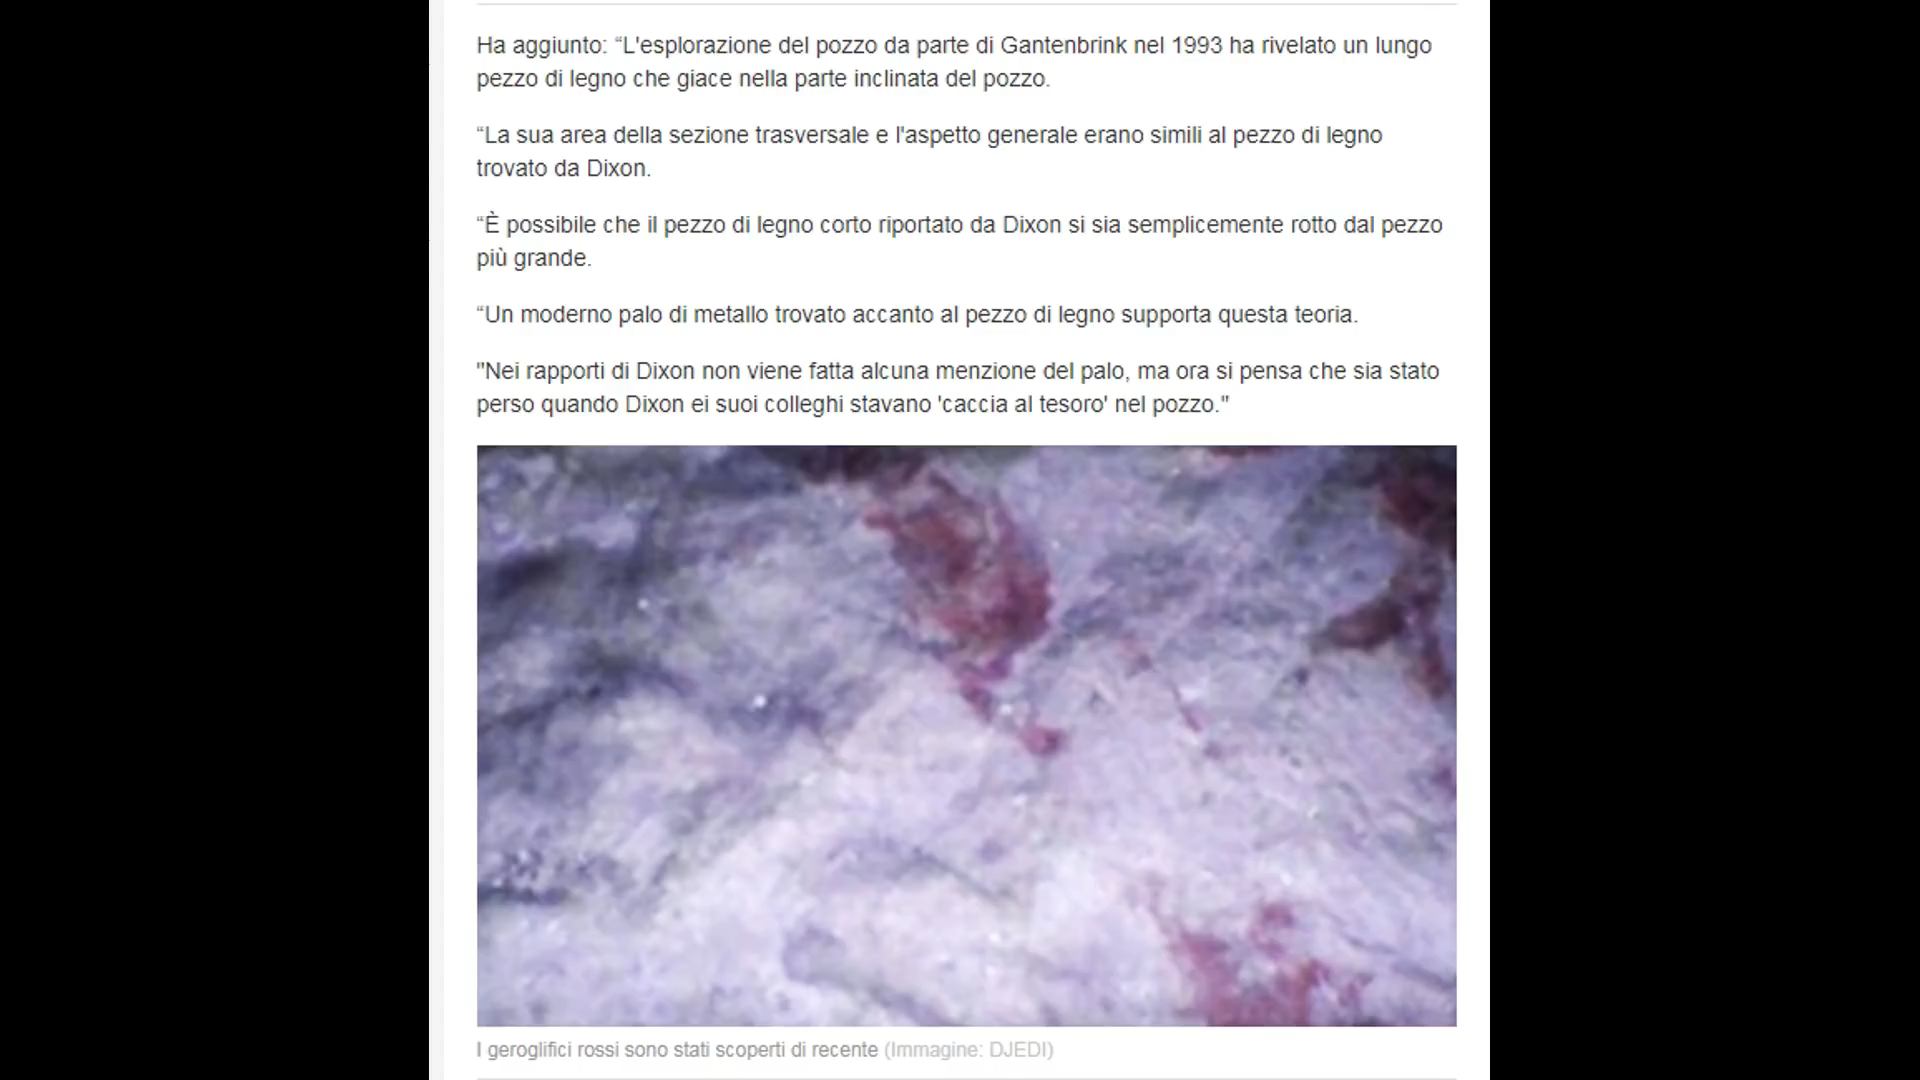 Ha aggiunto: “L'esplorazione del pozzo da parte di Gantenbrink nel 1993 ha rivelato un lungo
pezzo di legno che giace nella parte inclinata del pozzo.
“La sua area della sezione trasversale e l'aspetto generale erano simili al pezzo di legno
trovato da Dixon.
“È possibile che il pezzo di legno corto riportato da Dixon si sia semplicemente rotto dal pezzo
più grande.
“Un moderno palo di metallo trovato accanto al pezzo di legno supporta questa teoria.
"Nei rapporti di Dixon non viene fatta alcuna menzione del palo, ma ora si pensa che sia stato
perso quando Dixon ei suoi colleghi stavano 'caccia al tesoro' nel pozzo."
I geroglifici rossi sono stati scoperti di recente (Immagine: DJEDI)